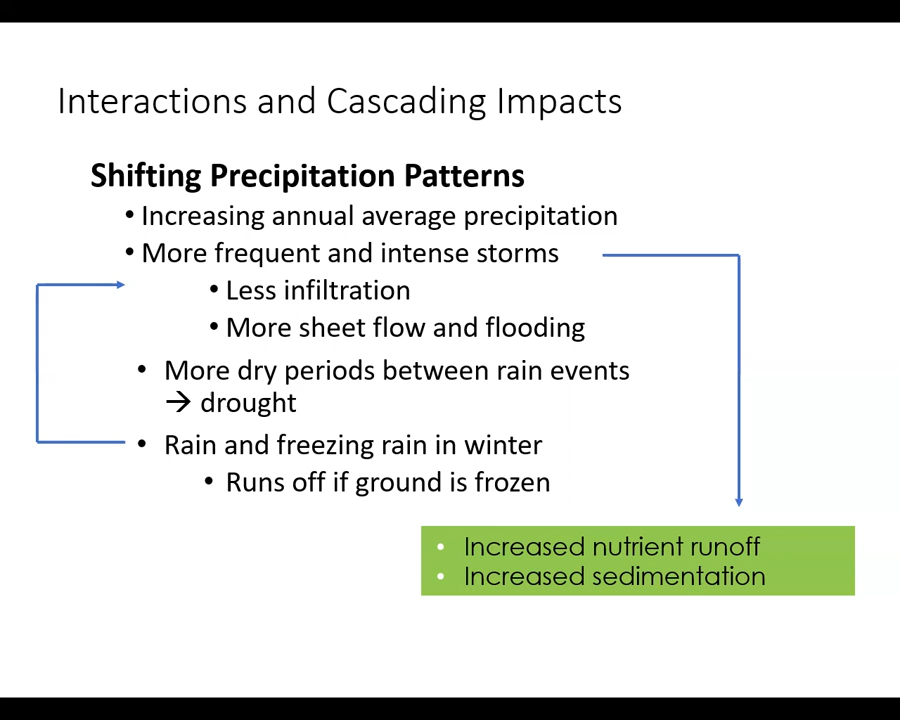 Interactions and Cascading Impacts
Shifting Precipitation Patterns
• Increasing annual average precipitation
• More frequent and intense storms
• Less infiltration
• More sheet flow and flooding
• More dry periods between rain events
→ drought
• Rain and freezing rain in winter
• Runs off if ground is frozen
• Increased nutrient runoff
• Increased sedimentation